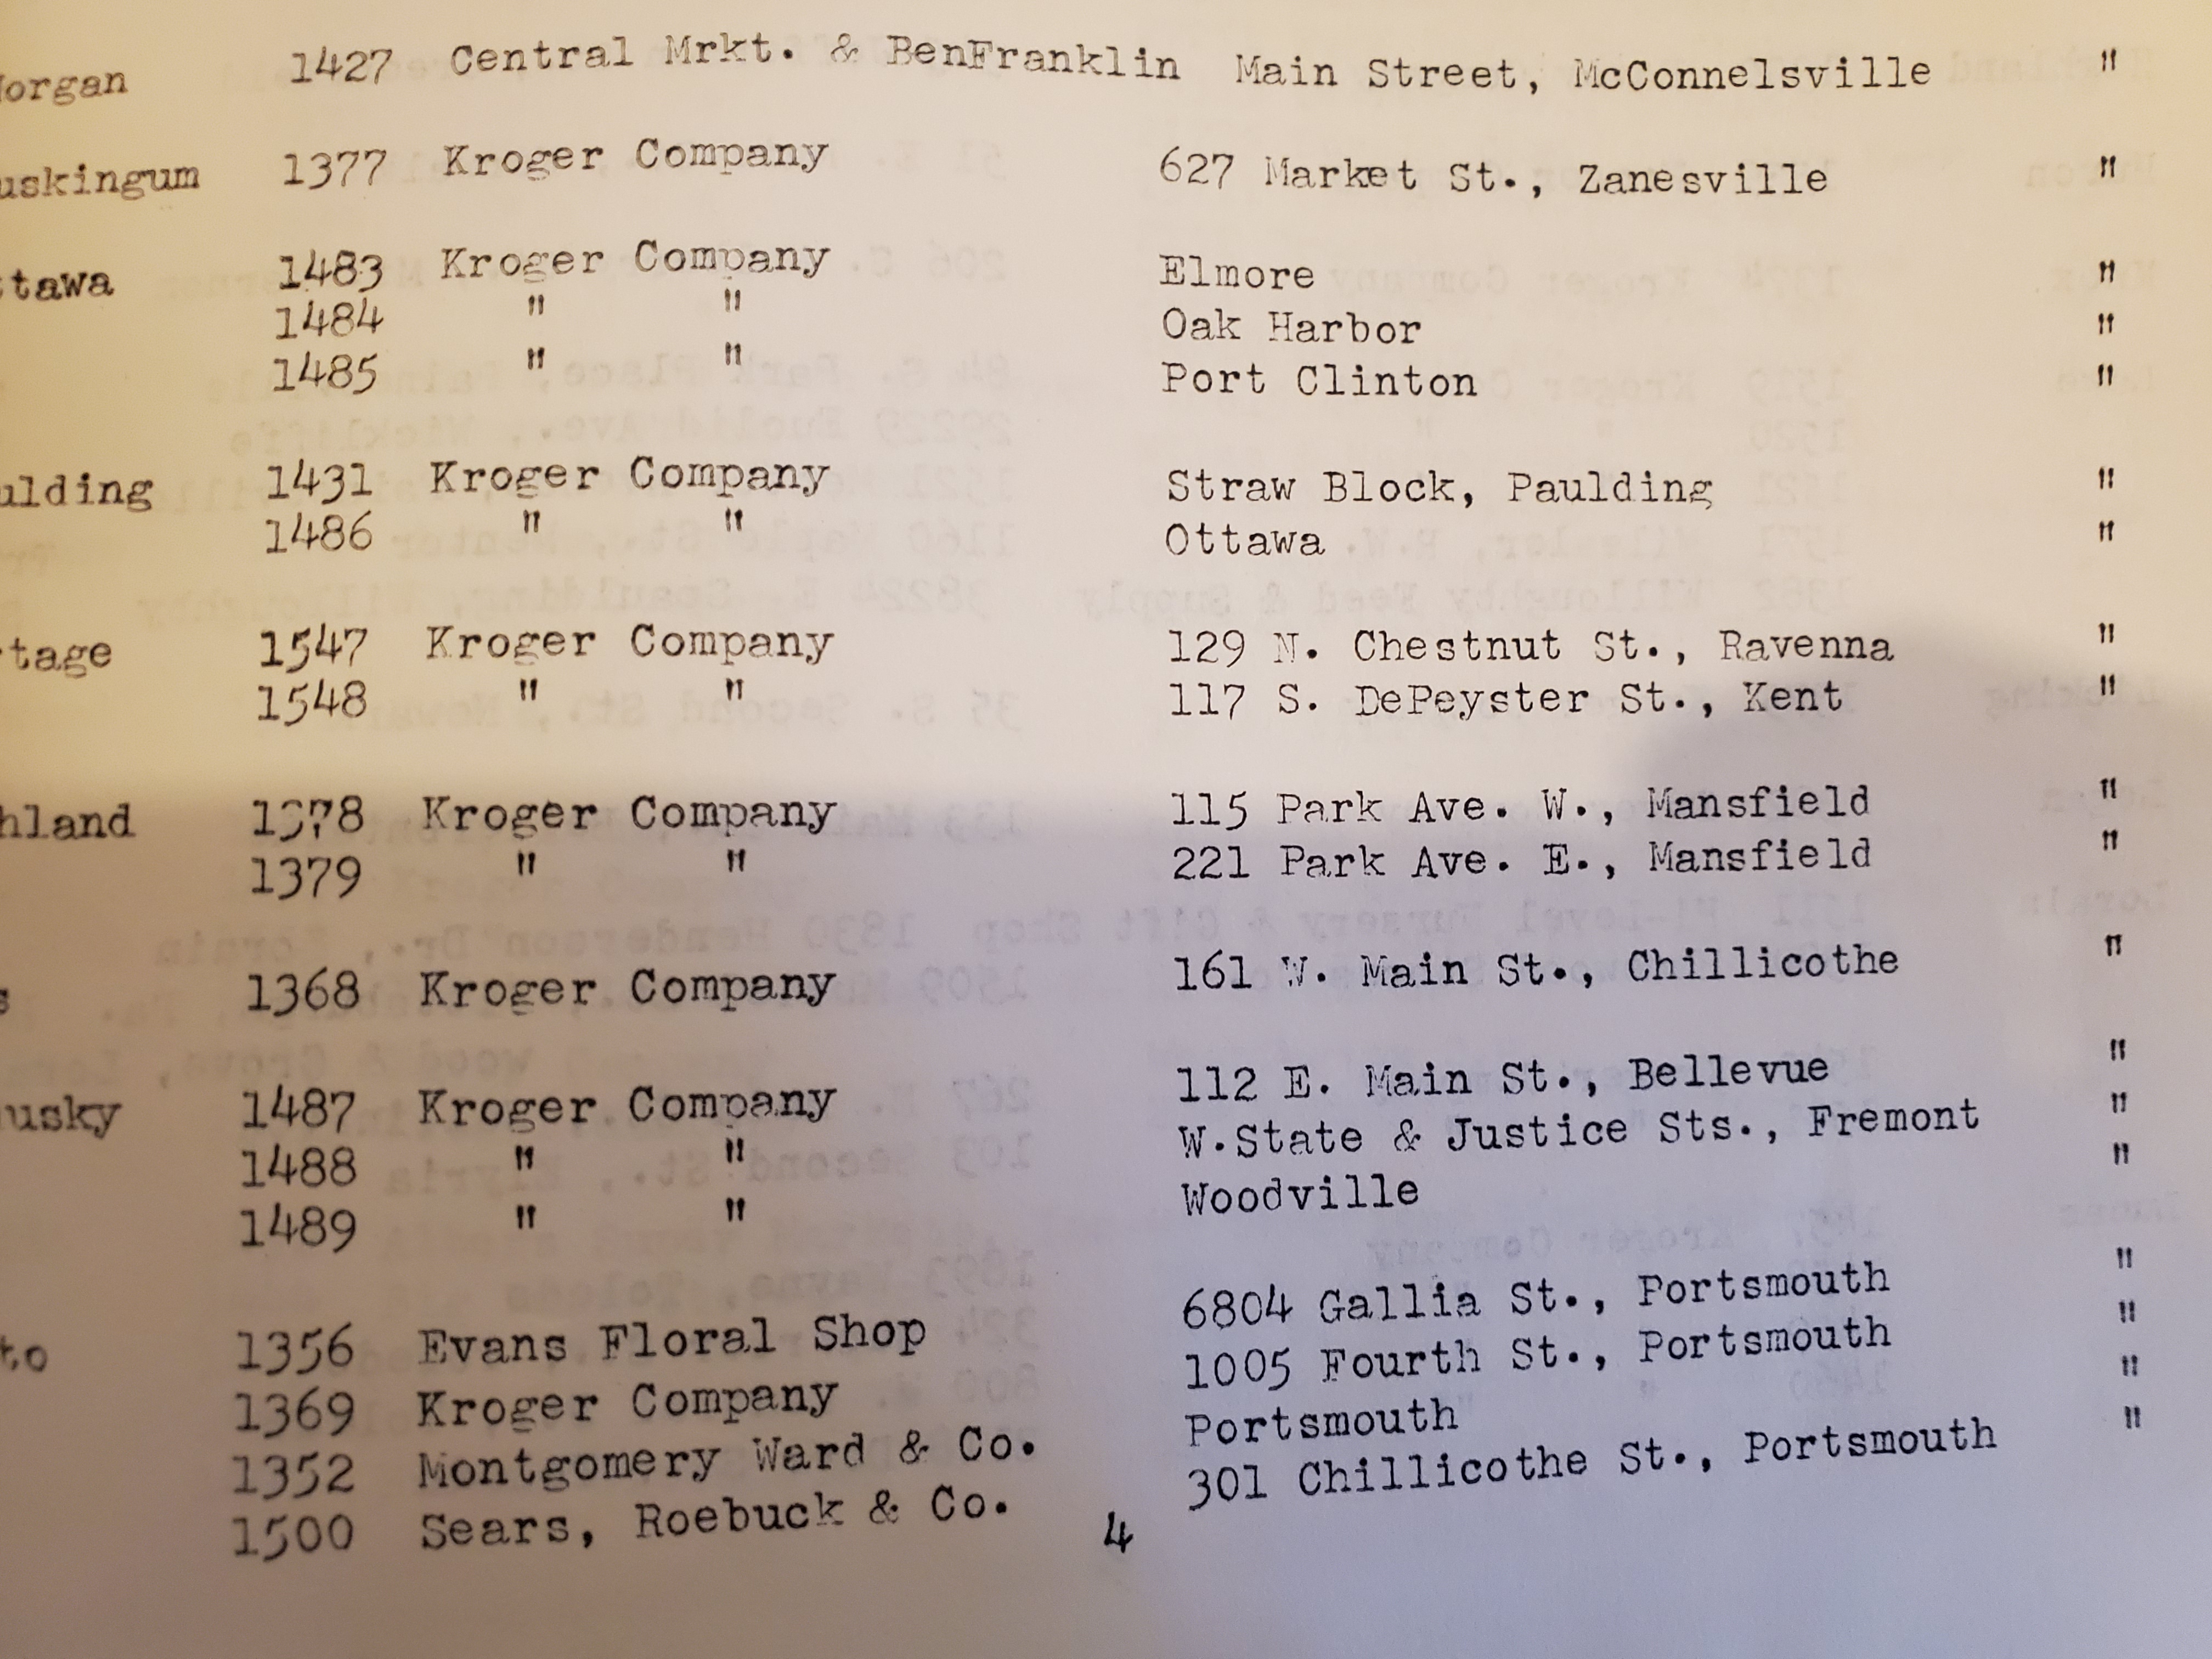 Morgan 1427 Central Mrkt. & BenFranklin Main Street, McConnelsville "
uskingum 1377 Kroger Company 627 Market St., Zanesville "
ttawa 1483 Kroger Company Elmore "
1484 " " Oak Harbor "
1485 " " Port Clinton "
ulding 1431 Kroger Company Straw Block, Paulding "
1486 " " Ottawa "
rtage 1547 Kroger Company 129 N. Chestnut St., Ravenna "
1548 " " 117 S. DePeyster St., Kent "
hland 1378 Kroger Company 115 Park Ave. W., Mansfield "
1379 " " 221 Park Ave. E., Mansfield "
s 1368 Kroger Company 161 W. Main St., Chillicothe "
usky 1487 Kroger Company 112 E. Main St., Bellevue "
1488 " " W.State & Justice Sts., Fremont "
1489 " " Woodville "
to 1356 Evans Floral Shop 6804 Gallia St., Portsmouth "
1369 Kroger Company 1005 Fourth St., Portsmouth "
1352 Montgomery Ward & Co. Portsmouth "
1500 Sears, Roebuck & Co. 301 Chillicothe St., Portsmouth "
4